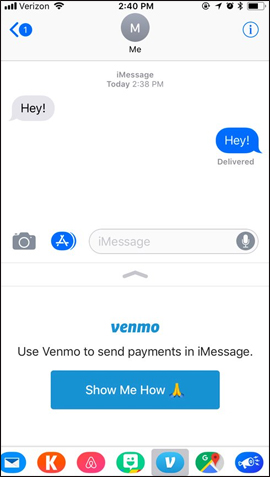 Verizon 2:40 PM
1
M
Me
iMessage
Today 2:38 PM
Hey!
Hey!
Delivered
iMessage
venmo
Use Venmo to send payments in iMessage.
Show Me How 🙏
K
V
G